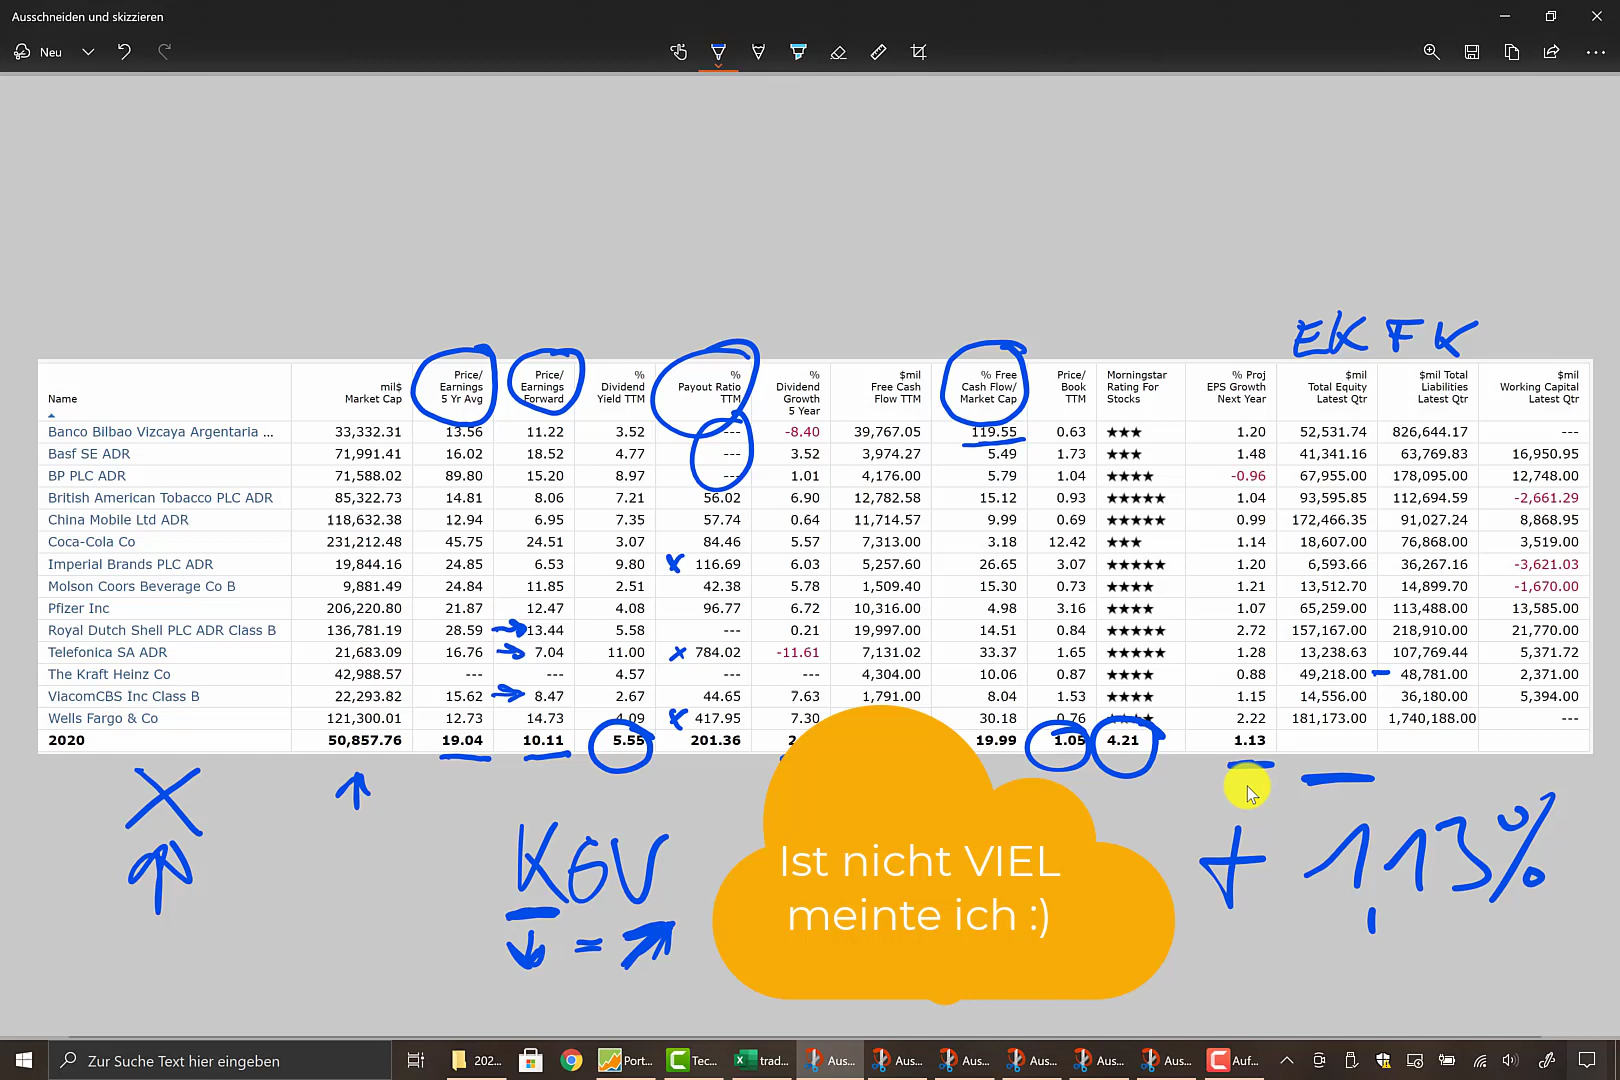 Ausschneiden und skizzieren
Neu
EK FK
Name
mil$ Market Cap
Price/ Earnings 5 Yr Avg
Price/ Earnings Forward
% Dividend Yield TTM
% Payout Ratio TTM
% Dividend Growth 5 Year
$mil Free Cash Flow TTM
% Free Cash Flow/ Market Cap
Price/ Book TTM
Morningstar Rating For Stocks
% Proj EPS Growth Next Year
$mil Total Equity Latest Qtr
$mil Total Liabilities Latest Qtr
$mil Working Capital Latest Qtr
Banco Bilbao Vizcaya Argentaria ... 33,332.31 13.56 11.22 3.52 --- -8.40 39,767.05 119.55 0.63 ★★★ 1.20 52,531.74 826,644.17 ---
Basf SE ADR 71,991.41 16.02 18.52 4.77 --- 3.52 3,974.27 5.49 1.73 ★★★ 1.48 41,341.16 63,769.83 16,950.95
BP PLC ADR 71,588.02 89.80 15.20 8.97 --- 1.01 4,176.00 5.79 1.04 ★★★★ -0.96 67,955.00 178,095.00 12,748.00
British American Tobacco PLC ADR 85,322.73 14.81 8.06 7.21 56.02 6.90 12,782.58 15.12 0.93 ★★★★★ 1.04 93,595.85 112,694.59 -2,661.29
China Mobile Ltd ADR 118,632.38 12.94 6.95 7.35 57.74 0.64 11,714.57 9.99 0.69 ★★★★★ 0.99 172,466.35 91,027.24 8,868.95
Coca-Cola Co 231,212.48 45.75 24.51 3.07 84.46 5.57 7,313.00 3.18 12.42 ★★★ 1.14 18,607.00 76,868.00 3,519.00
Imperial Brands PLC ADR 19,844.16 24.85 6.53 9.80 116.69 6.03 5,257.60 26.65 3.07 ★★★★★ 1.20 6,593.66 36,267.16 -3,621.03
Molson Coors Beverage Co B 9,881.49 24.84 11.85 2.51 42.38 5.78 1,509.40 15.30 0.73 ★★★★ 1.21 13,512.70 14,899.70 -1,670.00
Pfizer Inc 206,220.80 21.87 12.47 4.08 96.77 6.72 10,316.00 4.98 3.16 ★★★★ 1.07 65,259.00 113,488.00 13,585.00
Royal Dutch Shell PLC ADR Class B 136,781.19 28.59 13.44 5.58 --- 0.21 19,997.00 14.51 0.84 ★★★★★ 2.72 157,167.00 218,910.00 21,770.00
Telefonica SA ADR 21,683.09 16.76 7.04 11.00 784.02 -11.61 7,131.02 33.37 1.65 ★★★★★ 1.28 13,238.63 107,769.44 5,371.72
The Kraft Heinz Co 42,988.57 --- --- 4.57 --- --- 4,304.00 10.06 0.87 ★★★★ 0.88 49,218.00 48,781.00 2,371.00
ViacomCBS Inc Class B 22,293.82 15.62 8.47 2.67 44.65 7.63 1,791.00 8.04 1.53 ★★★★ 1.15 14,556.00 36,180.00 5,394.00
Wells Fargo & Co 121,300.01 12.73 14.73 4.09 417.95 7.30 30.18 0.76 ★★★★ 2.22 181,173.00 1,740,188.00 ---
2020 50,857.76 19.04 10.11 5.55 201.36 19.99 1.05 4.21 1.13
KGV
+ 113%
Ist nicht VIEL
meinte ich :)
Zur Suche Text hier eingeben
202... Port... Tec... trad... Aus... Aus... Aus... Aus... Aus... Aus... Auf...